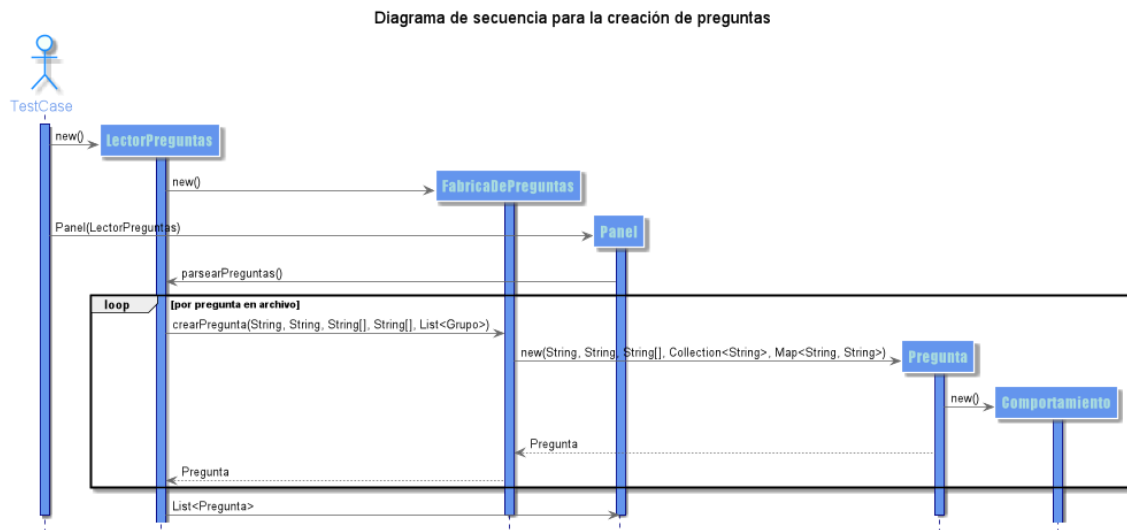 Diagrama de secuencia para la creación de preguntas
TestCase
new()
LectorPreguntas
new()
FabricaDePreguntas
Panel(LectorPreguntas)
Panel
parsearPreguntas()
loop [por pregunta en archivo]
crearPregunta(String, String, String[], String[], List<Grupo>)
new(String, String, String[], Collection<String>, Map<String, String>)
Pregunta
new()
Comportamiento
Pregunta
Pregunta
List<Pregunta>